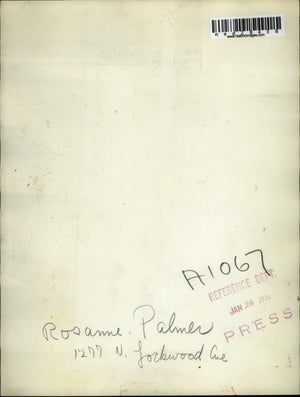 A1067
REFERENCE DEPT.
PRESS
Rosanne Palmer
1277 N. Lockwood Ave